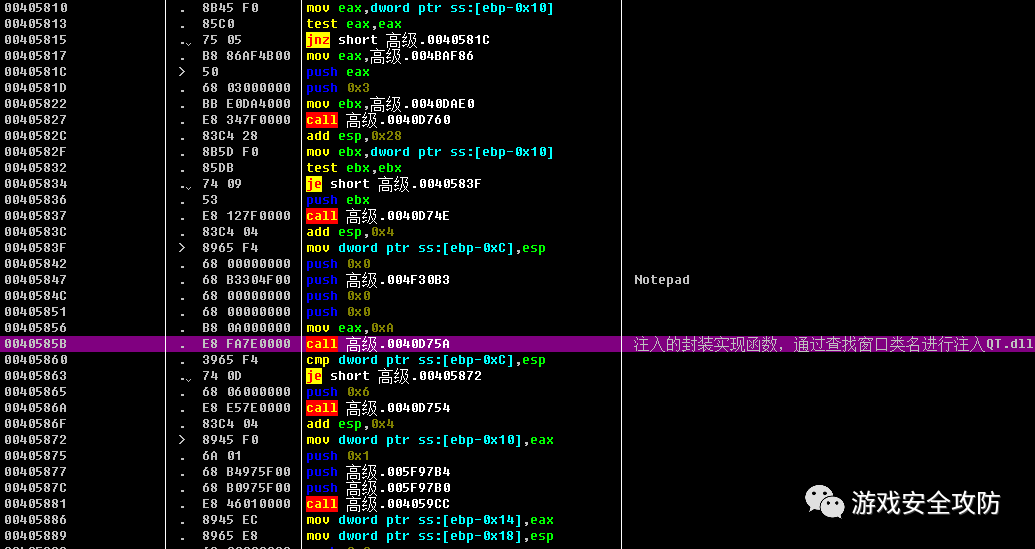 00405810 . 8B45 F0 mov eax,dword ptr ss:[ebp-0x10]
00405813 . 85C0 test eax,eax
00405815 . 75 05 jnz short 高级.0040581C
00405817 . B8 86AF4B00 mov eax,高级.004BAF86
0040581C > 50 push eax
0040581D . 68 03000000 push 0x3
00405822 . BB E0DA4000 mov ebx,高级.0040DAE0
00405827 . E8 347F0000 call 高级.0040D760
0040582C . 83C4 28 add esp,0x28
0040582F . 8B5D F0 mov ebx,dword ptr ss:[ebp-0x10]
00405832 . 85DB test ebx,ebx
00405834 . 74 09 je short 高级.0040583F
00405836 . 53 push ebx
00405837 . E8 127F0000 call 高级.0040D74E
0040583C . 83C4 04 add esp,0x4
0040583F > 8965 F4 mov dword ptr ss:[ebp-0xC],esp
00405842 . 68 00000000 push 0x0
00405847 . 68 B3304F00 push 高级.004F30B3 Notepad
0040584C . 68 00000000 push 0x0
00405851 . 68 00000000 push 0x0
00405856 . B8 0A000000 mov eax,0xA
0040585B . E8 FA7E0000 call 高级.0040D75A 注入的封装实现函数，通过查找窗口类名进行注入QT.dll
00405860 . 3965 F4 cmp dword ptr ss:[ebp-0xC],esp
00405863 . 74 0D je short 高级.00405872
00405865 . 68 06000000 push 0x6
0040586A . E8 E57E0000 call 高级.0040D754
0040586F . 83C4 04 add esp,0x4
00405872 > 8945 F0 mov dword ptr ss:[ebp-0x10],eax
00405875 . 6A 01 push 0x1
00405877 . 68 B4975F00 push 高级.005F97B4
0040587C . 68 B0975F00 push 高级.005F97B0
00405881 . E8 46010000 call 高级.004059CC
00405886 . 8945 EC mov dword ptr ss:[ebp-0x14],eax
00405889 . 8965 E8 mov dword ptr ss:[ebp-0x18],esp
游戏安全攻防